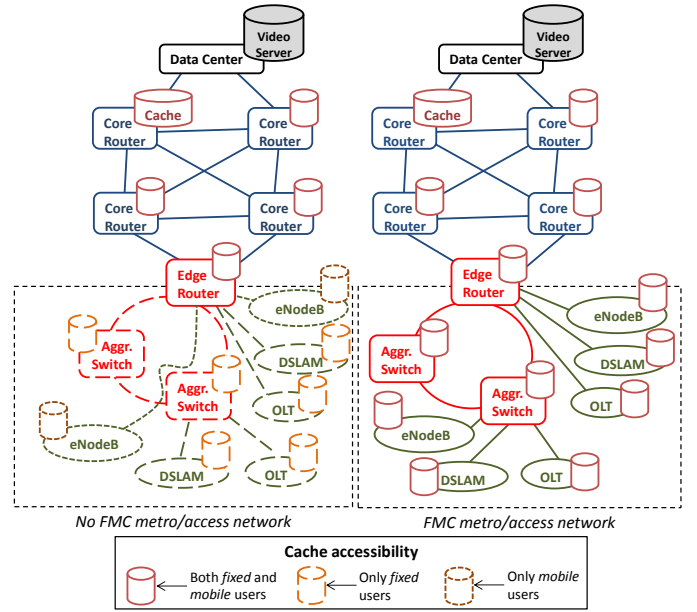 Video
Server
Data Center
Cache
Core
Router
Core
Router
Core
Router
Core
Router
Edge
Router
eNodeB
Aggr.
Switch
DSLAM
Aggr.
Switch
OLT
eNodeB
DSLAM
OLT
No FMC metro/access network
Video
Server
Data Center
Cache
Core
Router
Core
Router
Core
Router
Core
Router
Edge
Router
eNodeB
Aggr.
Switch
DSLAM
Aggr.
Switch
OLT
eNodeB
DSLAM
OLT
FMC metro/access network
Cache accessibility
Both fixed and
mobile users
Only fixed
users
Only mobile
users